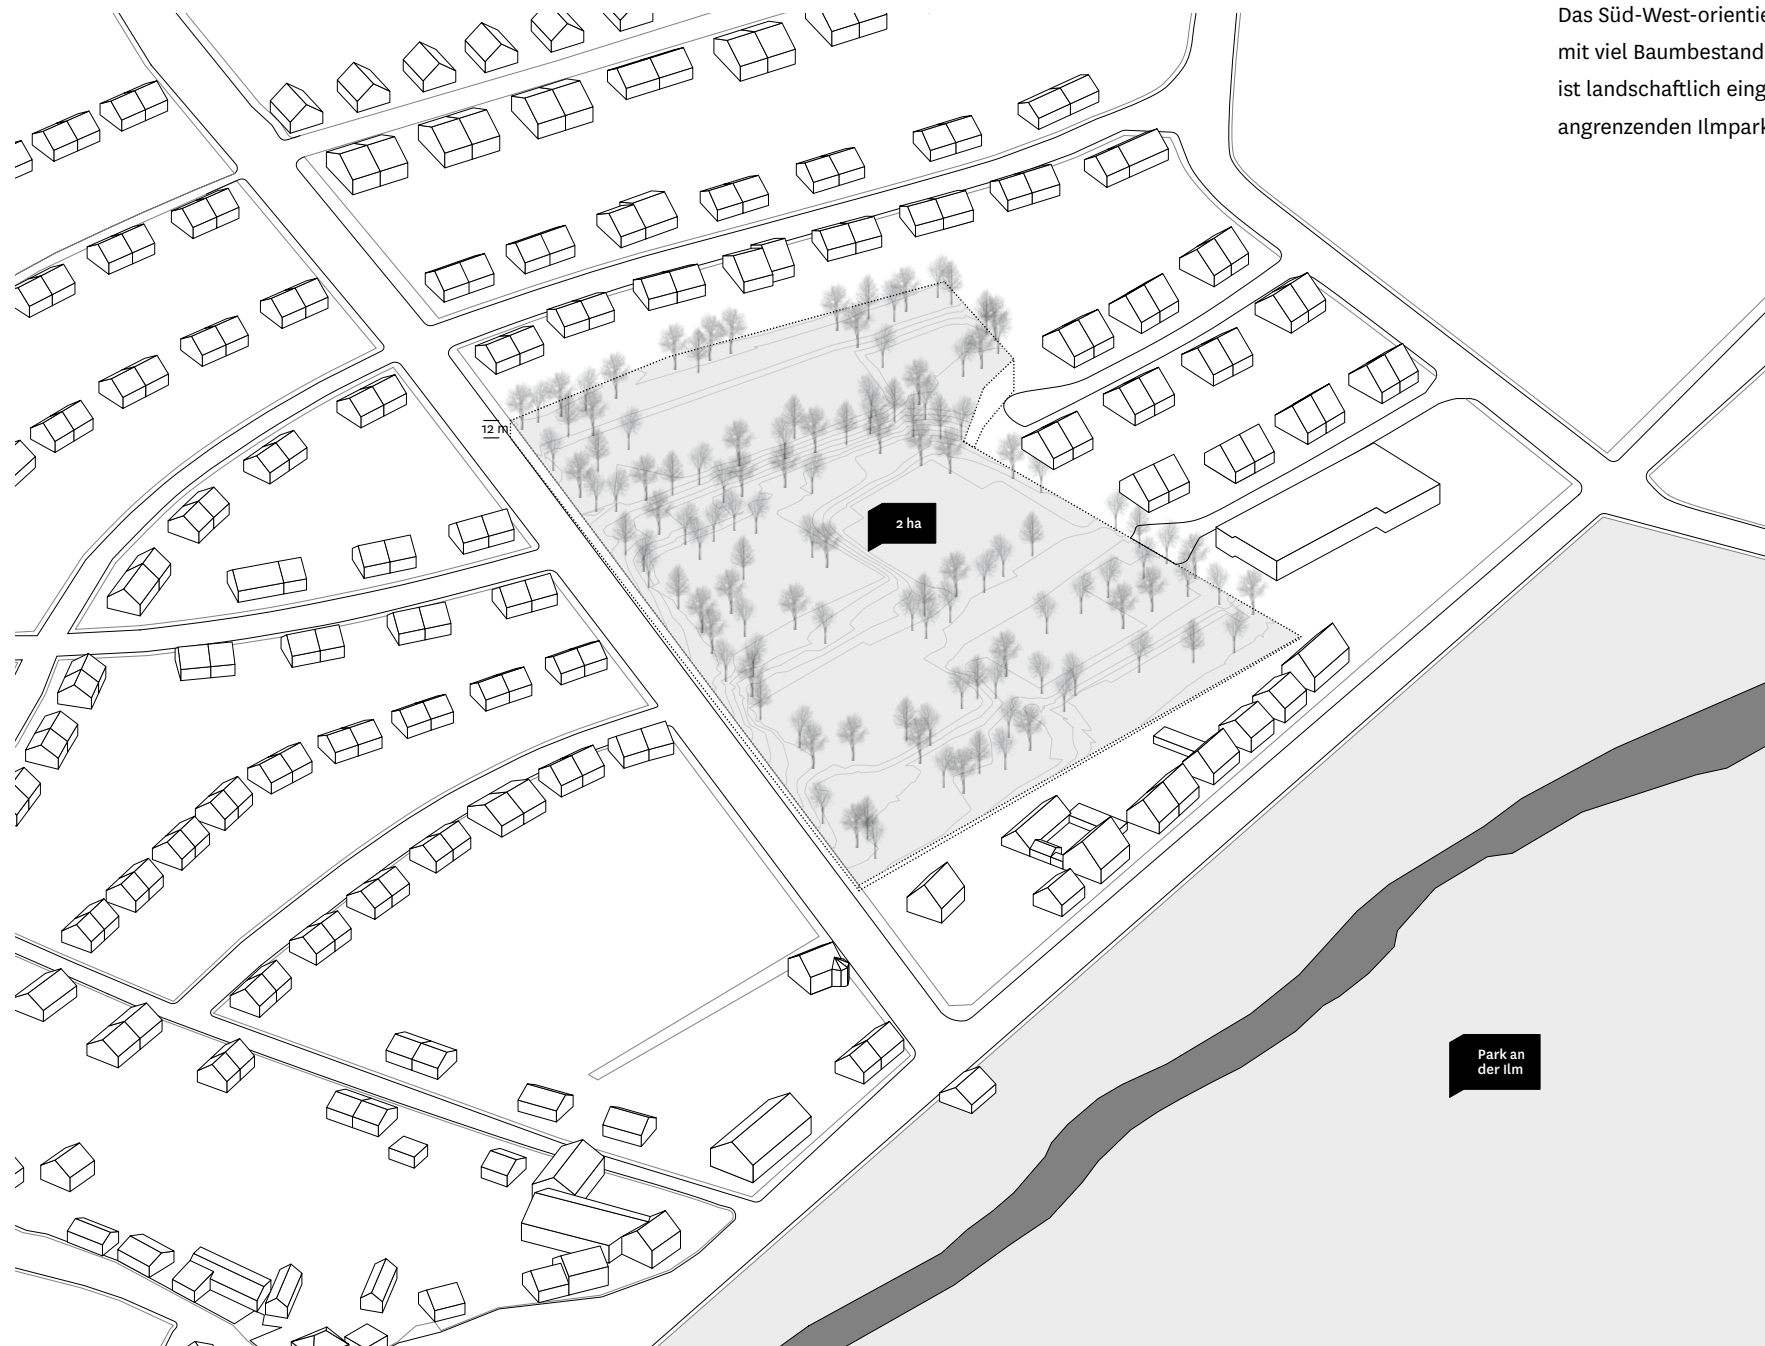 Das Süd-West-orientie
mit viel Baumbestand
ist landschaftlich eing
angrenzenden Ilmpark
12 m
2 ha
Park an
der Ilm